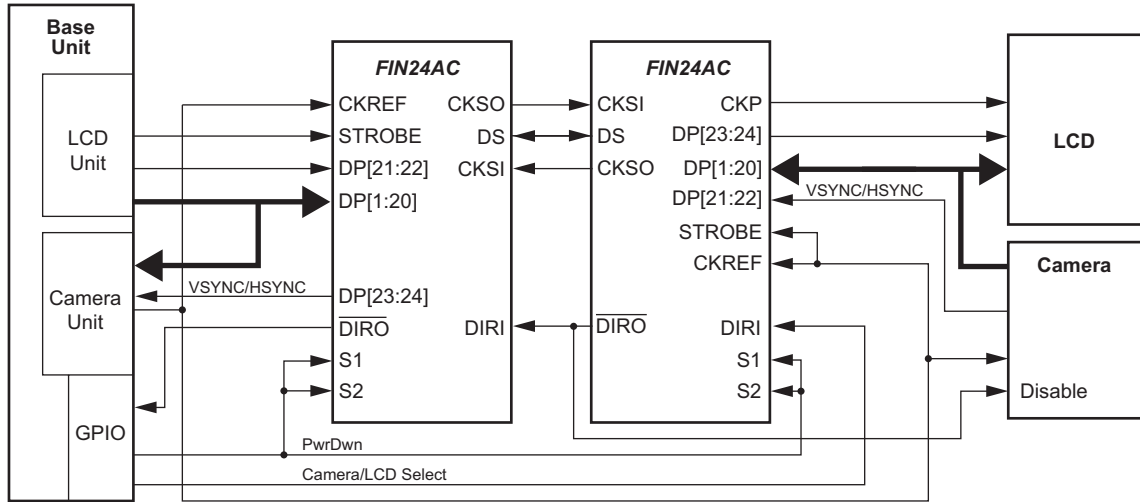 Base
Unit
LCD
Unit
Camera
Unit
GPIO
FIN24AC
CKREF
STROBE
DP[21:22]
DP[1:20]
VSYNC/HSYNC
DP[23:24]
DIRO
S1
S2
CKSO
DS
CKSI
DIRI
PwrDwn
Camera/LCD Select
FIN24AC
CKSI
DS
CKSO
DIRO
CKP
DP[23:24]
DP[1:20]
DP[21:22]
STROBE
CKREF
DIRI
S1
S2
VSYNC/HSYNC
LCD
Camera
Disable